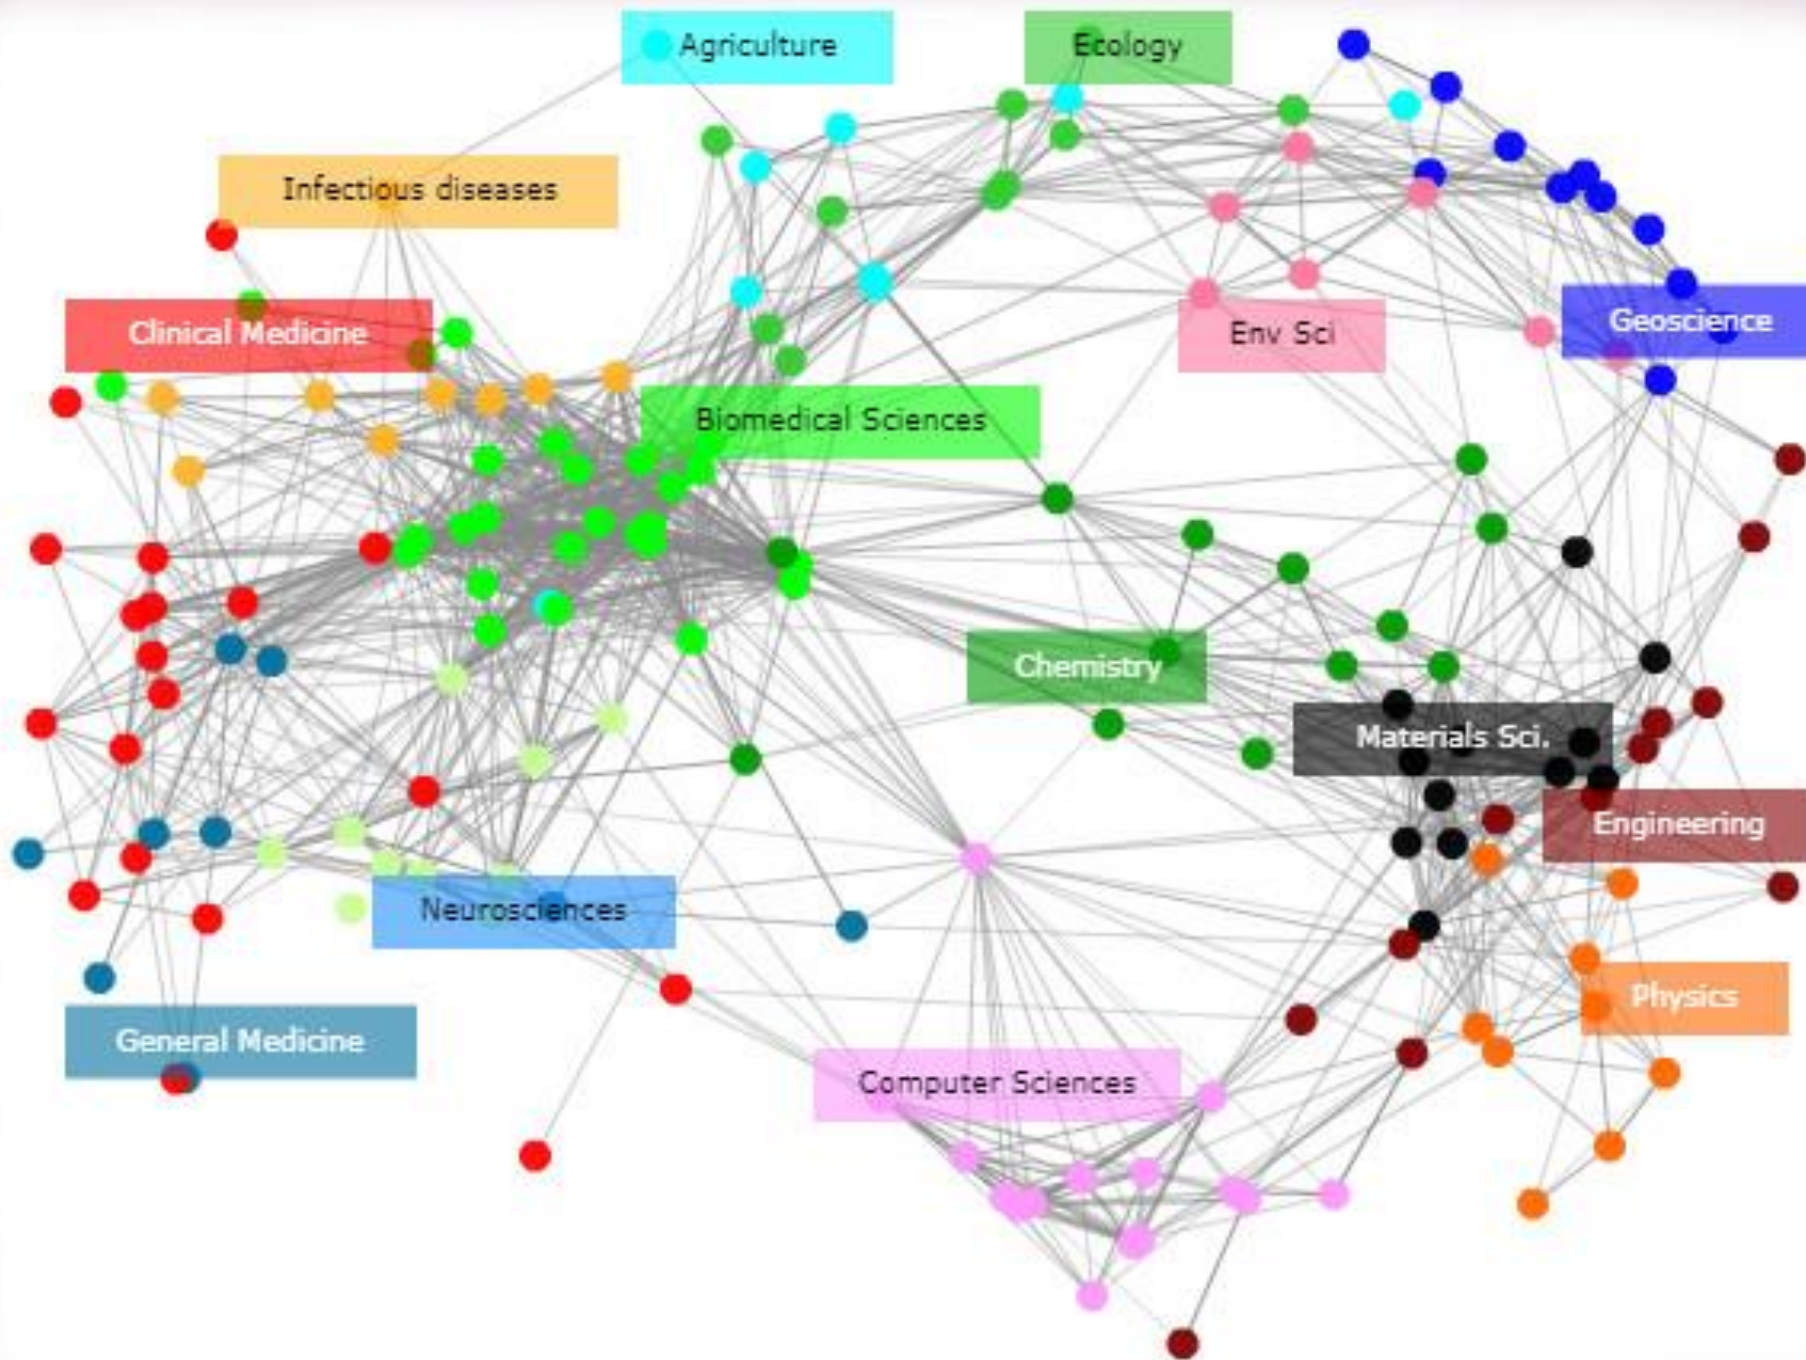 Agriculture
Ecology
Infectious diseases
Clinical Medicine
Env Sci
Geoscience
Biomedical Sciences
Chemistry
Materials Sci.
Engineering
Neurosciences
Physics
General Medicine
Computer Sciences